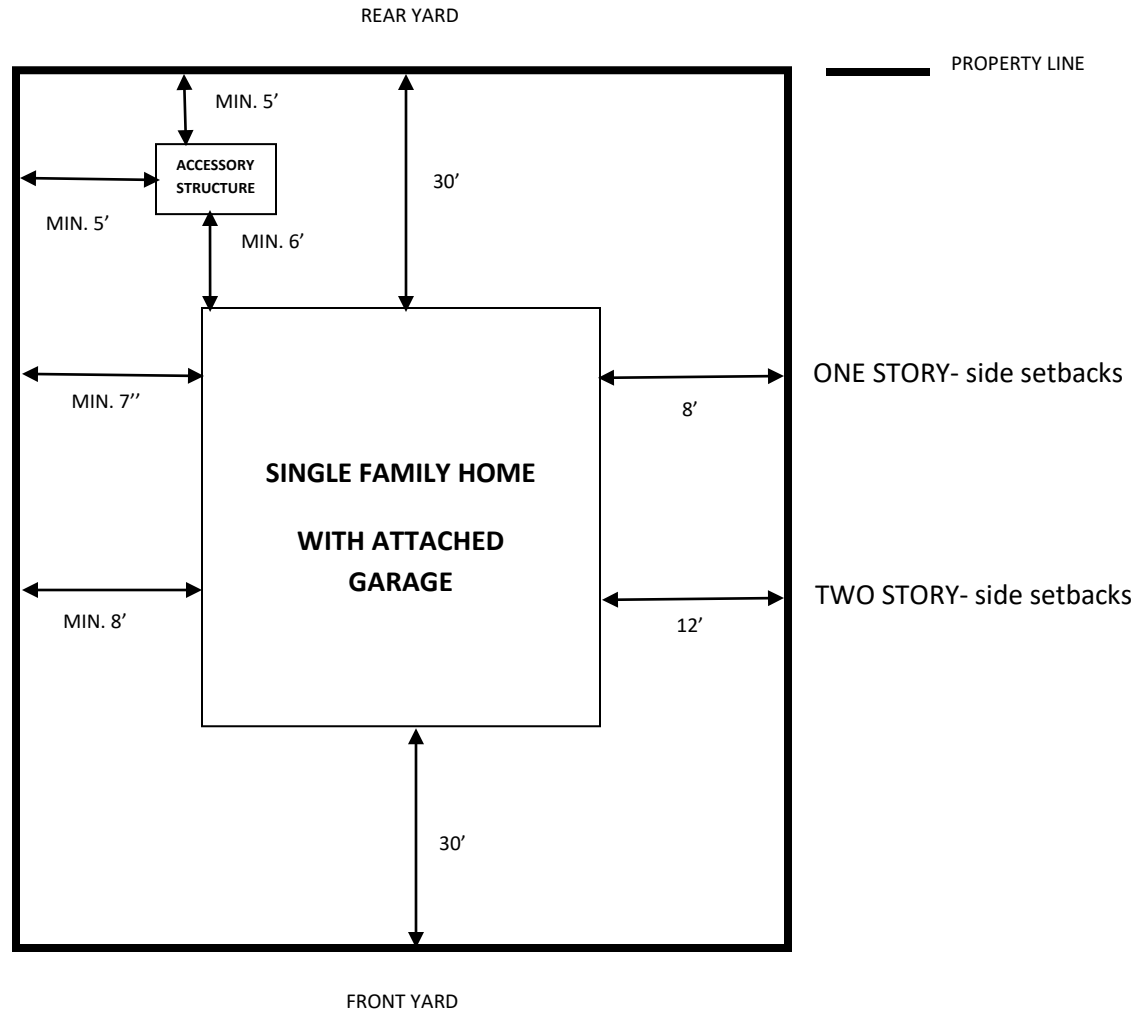 REAR YARD
PROPERTY LINE
MIN. 5’
ACCESSORY
STRUCTURE
30’
MIN. 5’
MIN. 6’
ONE STORY- side setbacks
MIN. 7’’
8’
SINGLE FAMILY HOME
WITH ATTACHED
GARAGE
TWO STORY- side setbacks
MIN. 8’
12’
30’
FRONT YARD